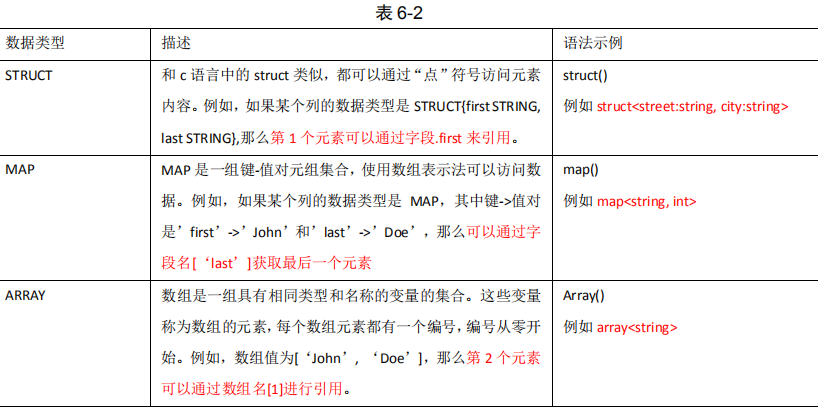 表 6-2
数据类型 描述 语法示例
STRUCT 和 c 语言中的 struct 类似，都可以通过“点”符号访问元素 struct()
内容。例如，如果某个列的数据类型是 STRUCT{first STRING, 例如 struct<street:string, city:string>
last STRING},那么第 1 个元素可以通过字段.first 来引用。
MAP MAP 是一组键-值对元组集合，使用数组表示法可以访问数 map()
据。例如，如果某个列的数据类型是 MAP，其中键->值对 例如 map<string, int>
是’first’->’John’和’last’->’Doe’，那么可以通过字
段名[‘last’]获取最后一个元素
ARRAY 数组是一组具有相同类型和名称的变量的集合。这些变量 Array()
称为数组的元素，每个数组元素都有一个编号，编号从零开 例如 array<string>
始。例如，数组值为[‘John’, ‘Doe’]，那么第 2 个元素
可以通过数组名[1]进行引用。